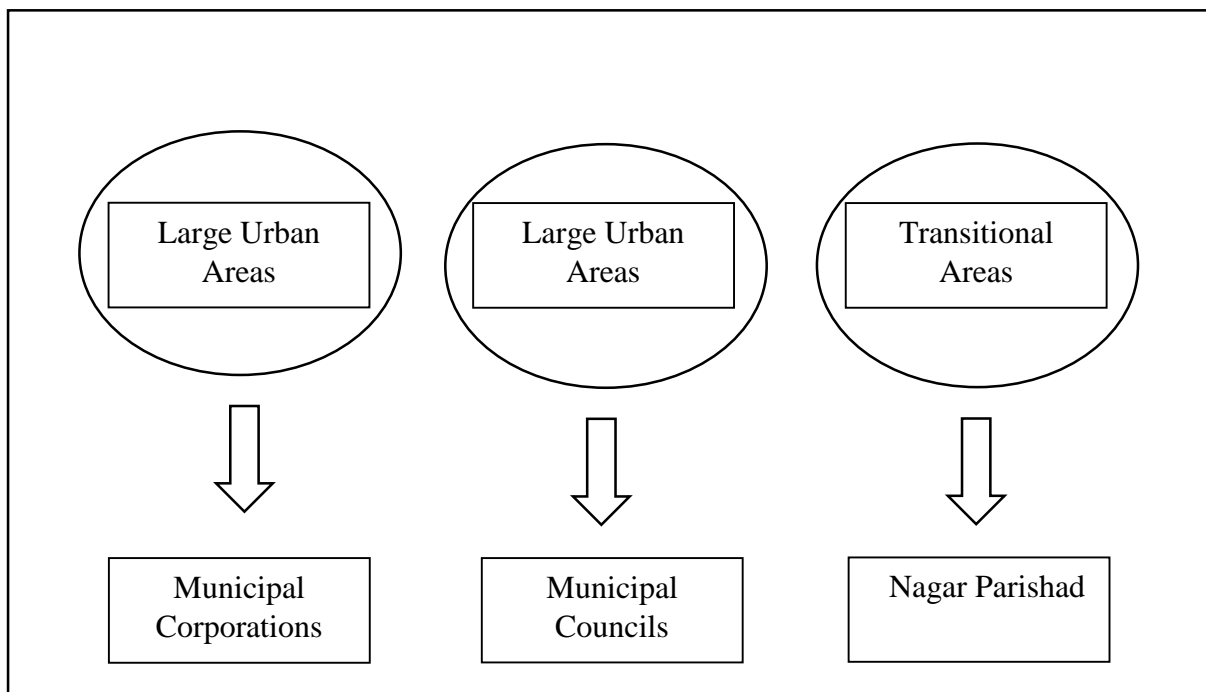 Large Urban
Areas
Large Urban
Areas
Transitional
Areas
Municipal
Corporations
Municipal
Councils
Nagar Parishad